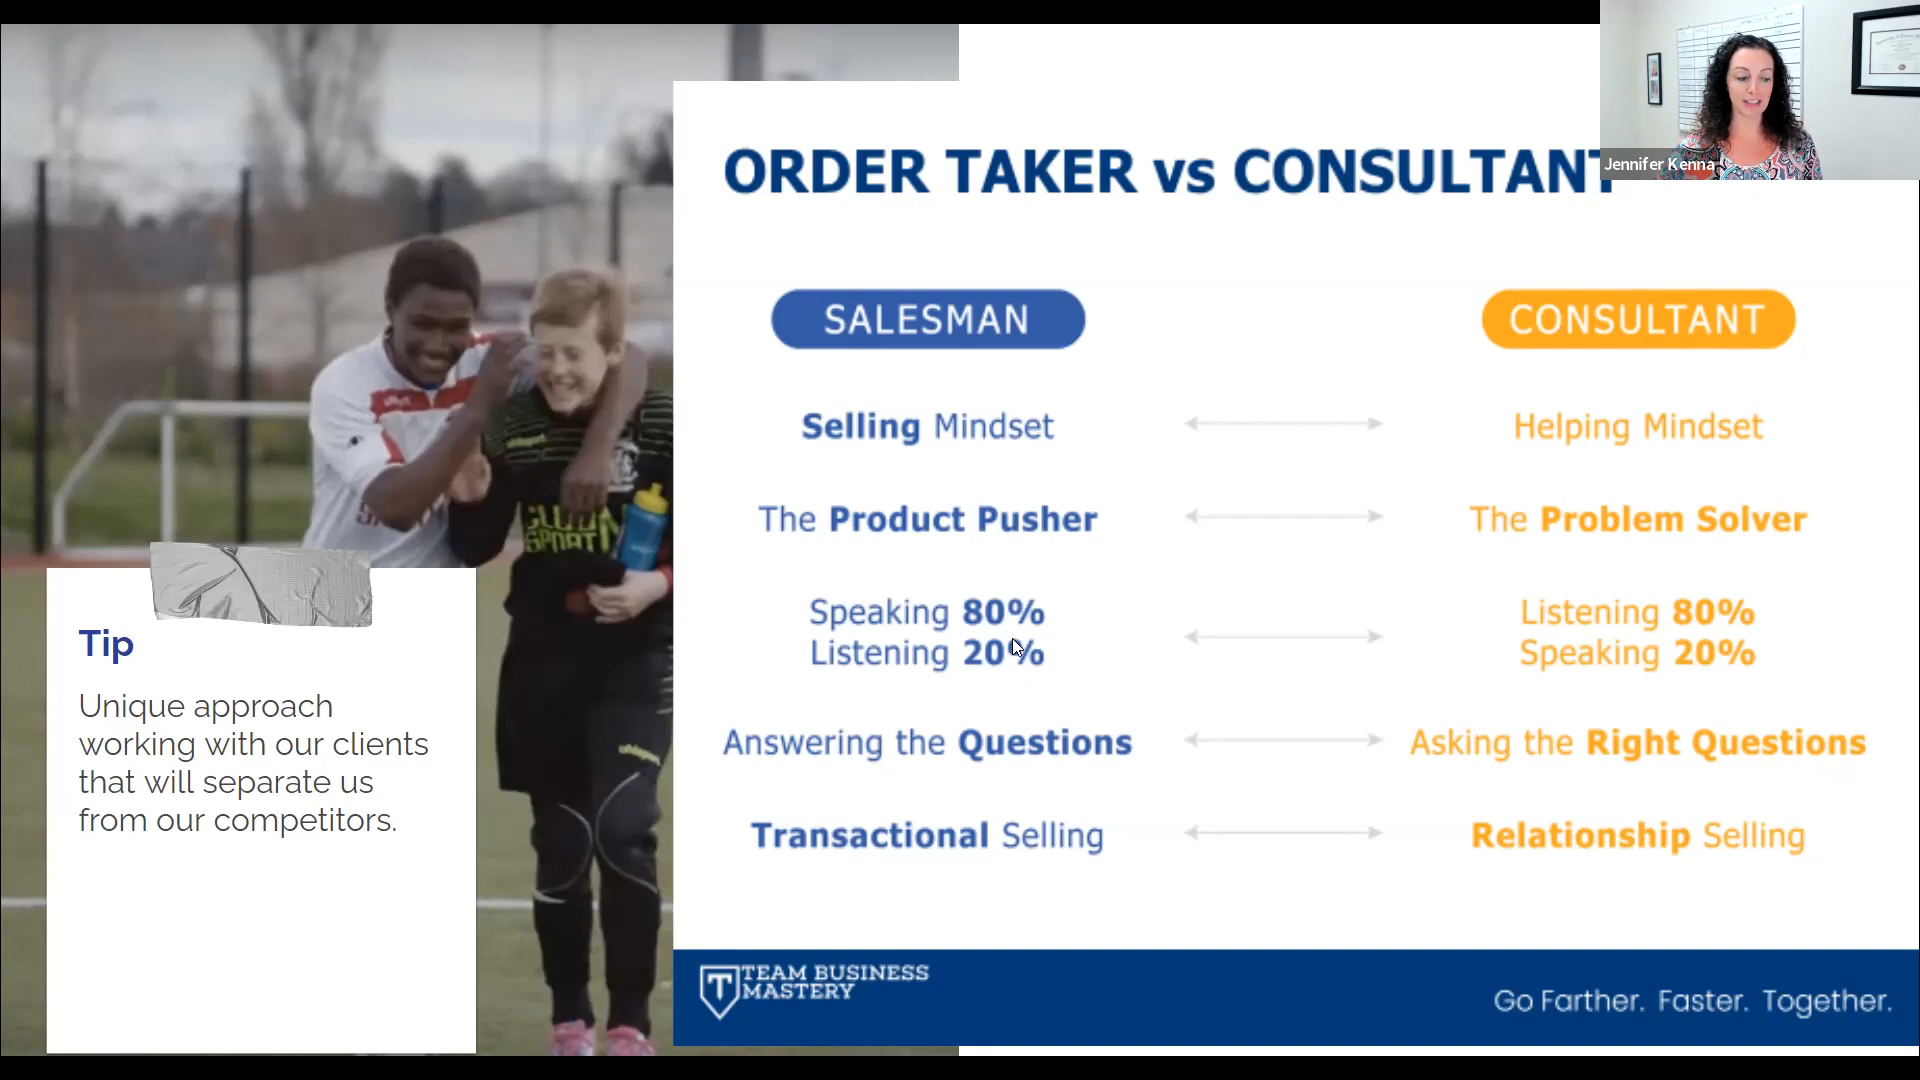 Jennifer Kenna
ORDER TAKER vs CONSULTANT
SALESMAN
CONSULTANT
Selling Mindset
Helping Mindset
The Product Pusher
The Problem Solver
Speaking 80%
Listening 20%
Listening 80%
Speaking 20%
Answering the Questions
Asking the Right Questions
Transactional Selling
Relationship Selling
Tip
Unique approach
working with our clients
that will separate us
from our competitors.
TEAM BUSINESS
MASTERY
Go Farther. Faster. Together.